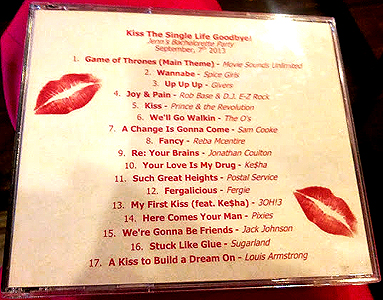 Kiss The Single Life Goodbye!
Jenn's Bachelorette Party
September, 7th 2013
1. Game of Thrones (Main Theme) - Movie Sounds Unlimited
2. Wannabe - Spice Girls
3. Up Up Up - Givers
4. Joy & Pain - Rob Base & D.J. E-Z Rock
5. Kiss - Prince & the Revolution
6. We'll Go Walkin - The O's
7. A Change Is Gonna Come - Sam Cooke
8. Fancy - Reba Mcentire
9. Re: Your Brains - Jonathan Coulton
10. Your Love Is My Drug - Ke$ha
11. Such Great Heights - Postal Service
12. Fergalicious - Fergie
13. My First Kiss (feat. Ke$ha) - 3OH!3
14. Here Comes Your Man - Pixies
15. We're Gonna Be Friends - Jack Johnson
16. Stuck Like Glue - Sugarland
17. A Kiss to Build a Dream On - Louis Armstrong